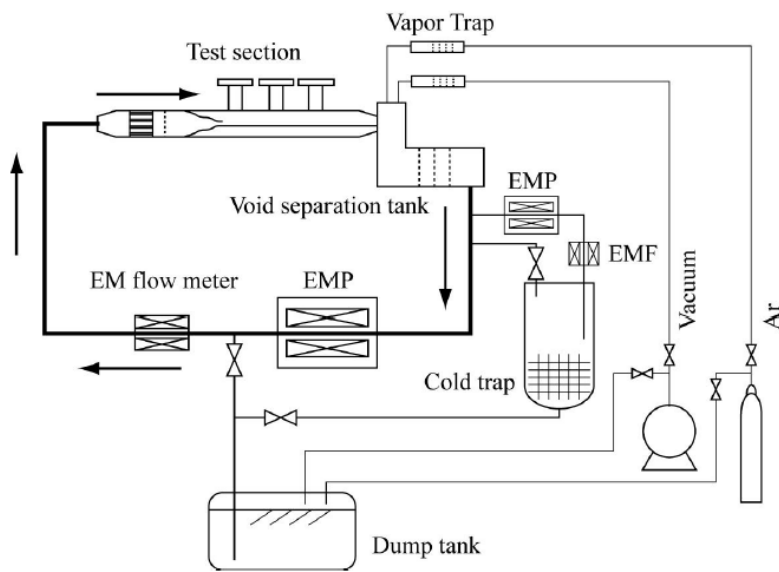 Vapor Trap
Test section
EMP
Void separation tank
EMF
EM flow meter
EMP
Vacuum
Ar
Cold trap
Dump tank